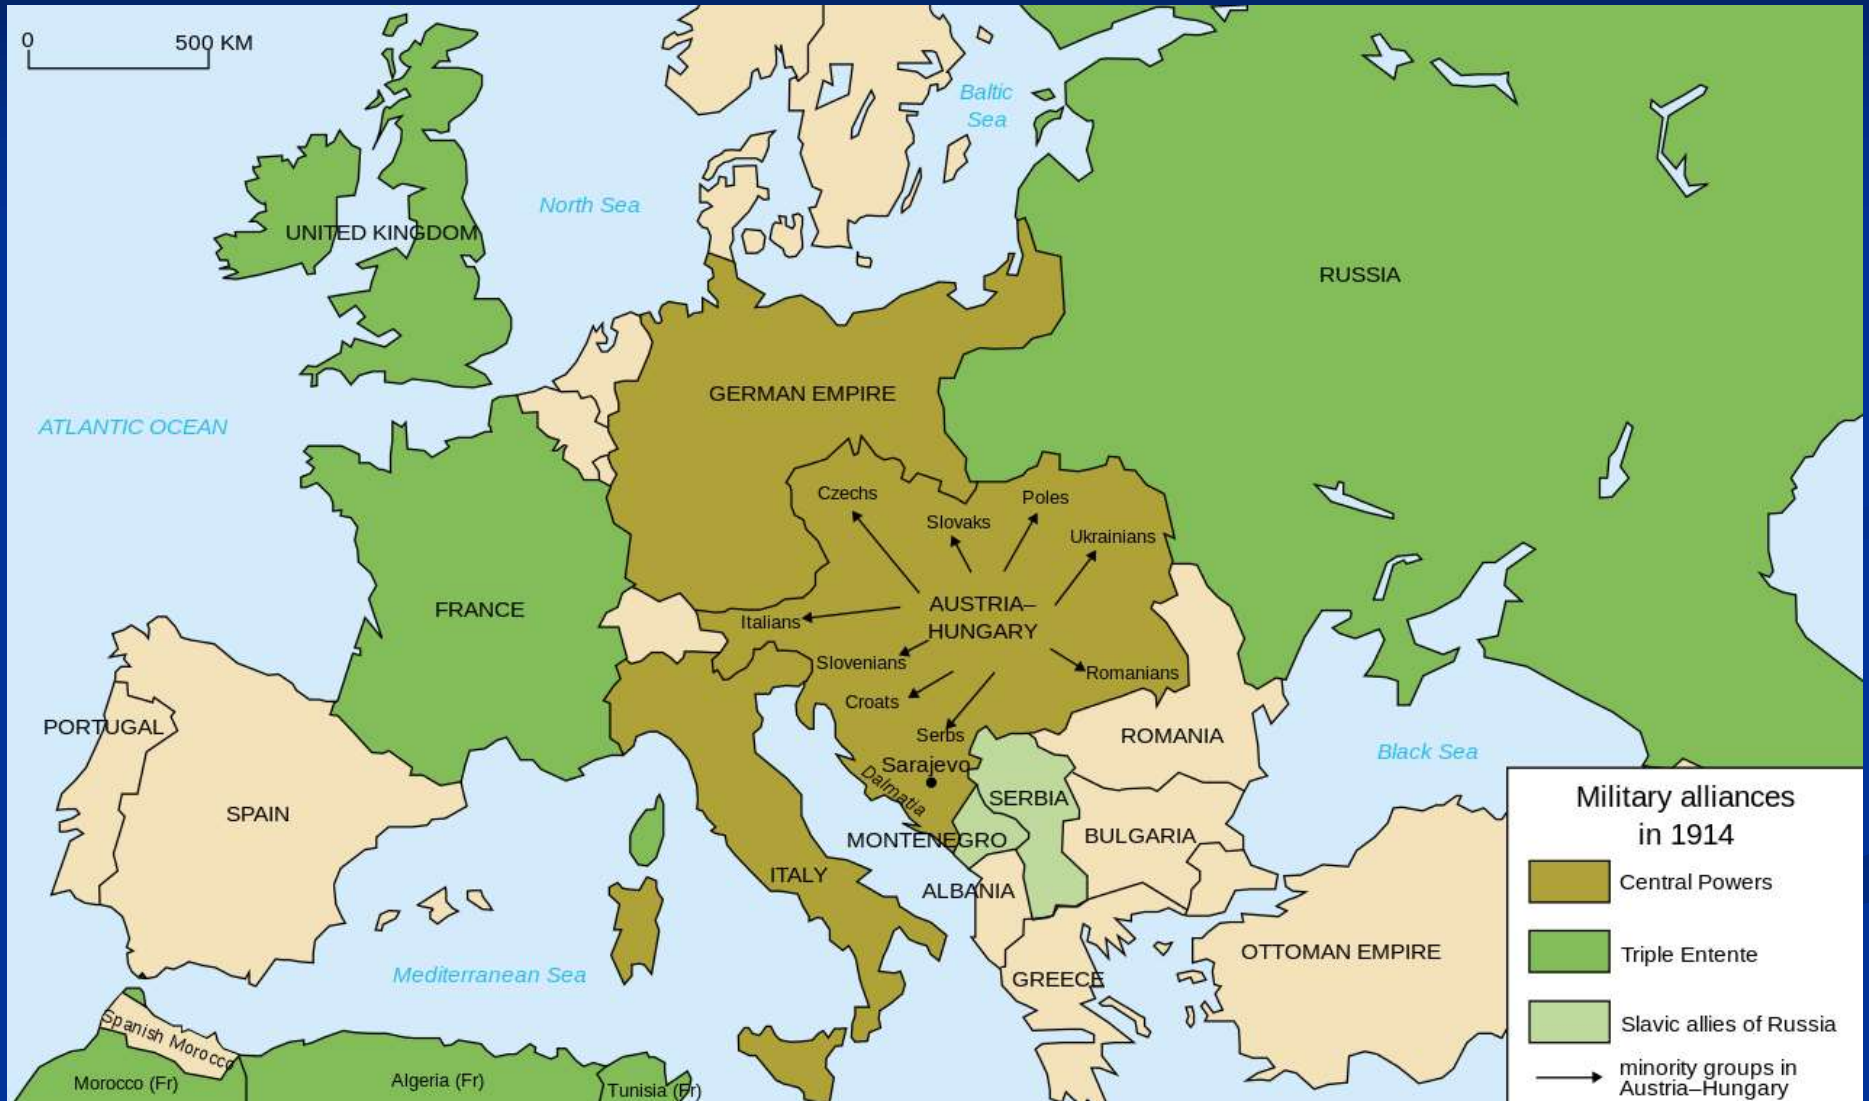 0 500 KM
Baltic
Sea
North Sea
UNITED KINGDOM
RUSSIA
GERMAN EMPIRE
ATLANTIC OCEAN
Czechs
Poles
Slovaks
Ukrainians
FRANCE
AUSTRIA–
HUNGARY
Italians
Slovenians
Romanians
Croats
PORTUGAL
Serbs
ROMANIA
Black Sea
Sarajevo
Dalmatia
SERBIA
SPAIN
BULGARIA
MONTENEGRO
ITALY
ALBANIA
OTTOMAN EMPIRE
Mediterranean Sea
GREECE
Spanish Morocco
Morocco (Fr)
Algeria (Fr)
Tunisia (Fr)
Military alliances
in 1914
Central Powers
Triple Entente
Slavic allies of Russia
minority groups in
Austria–Hungary